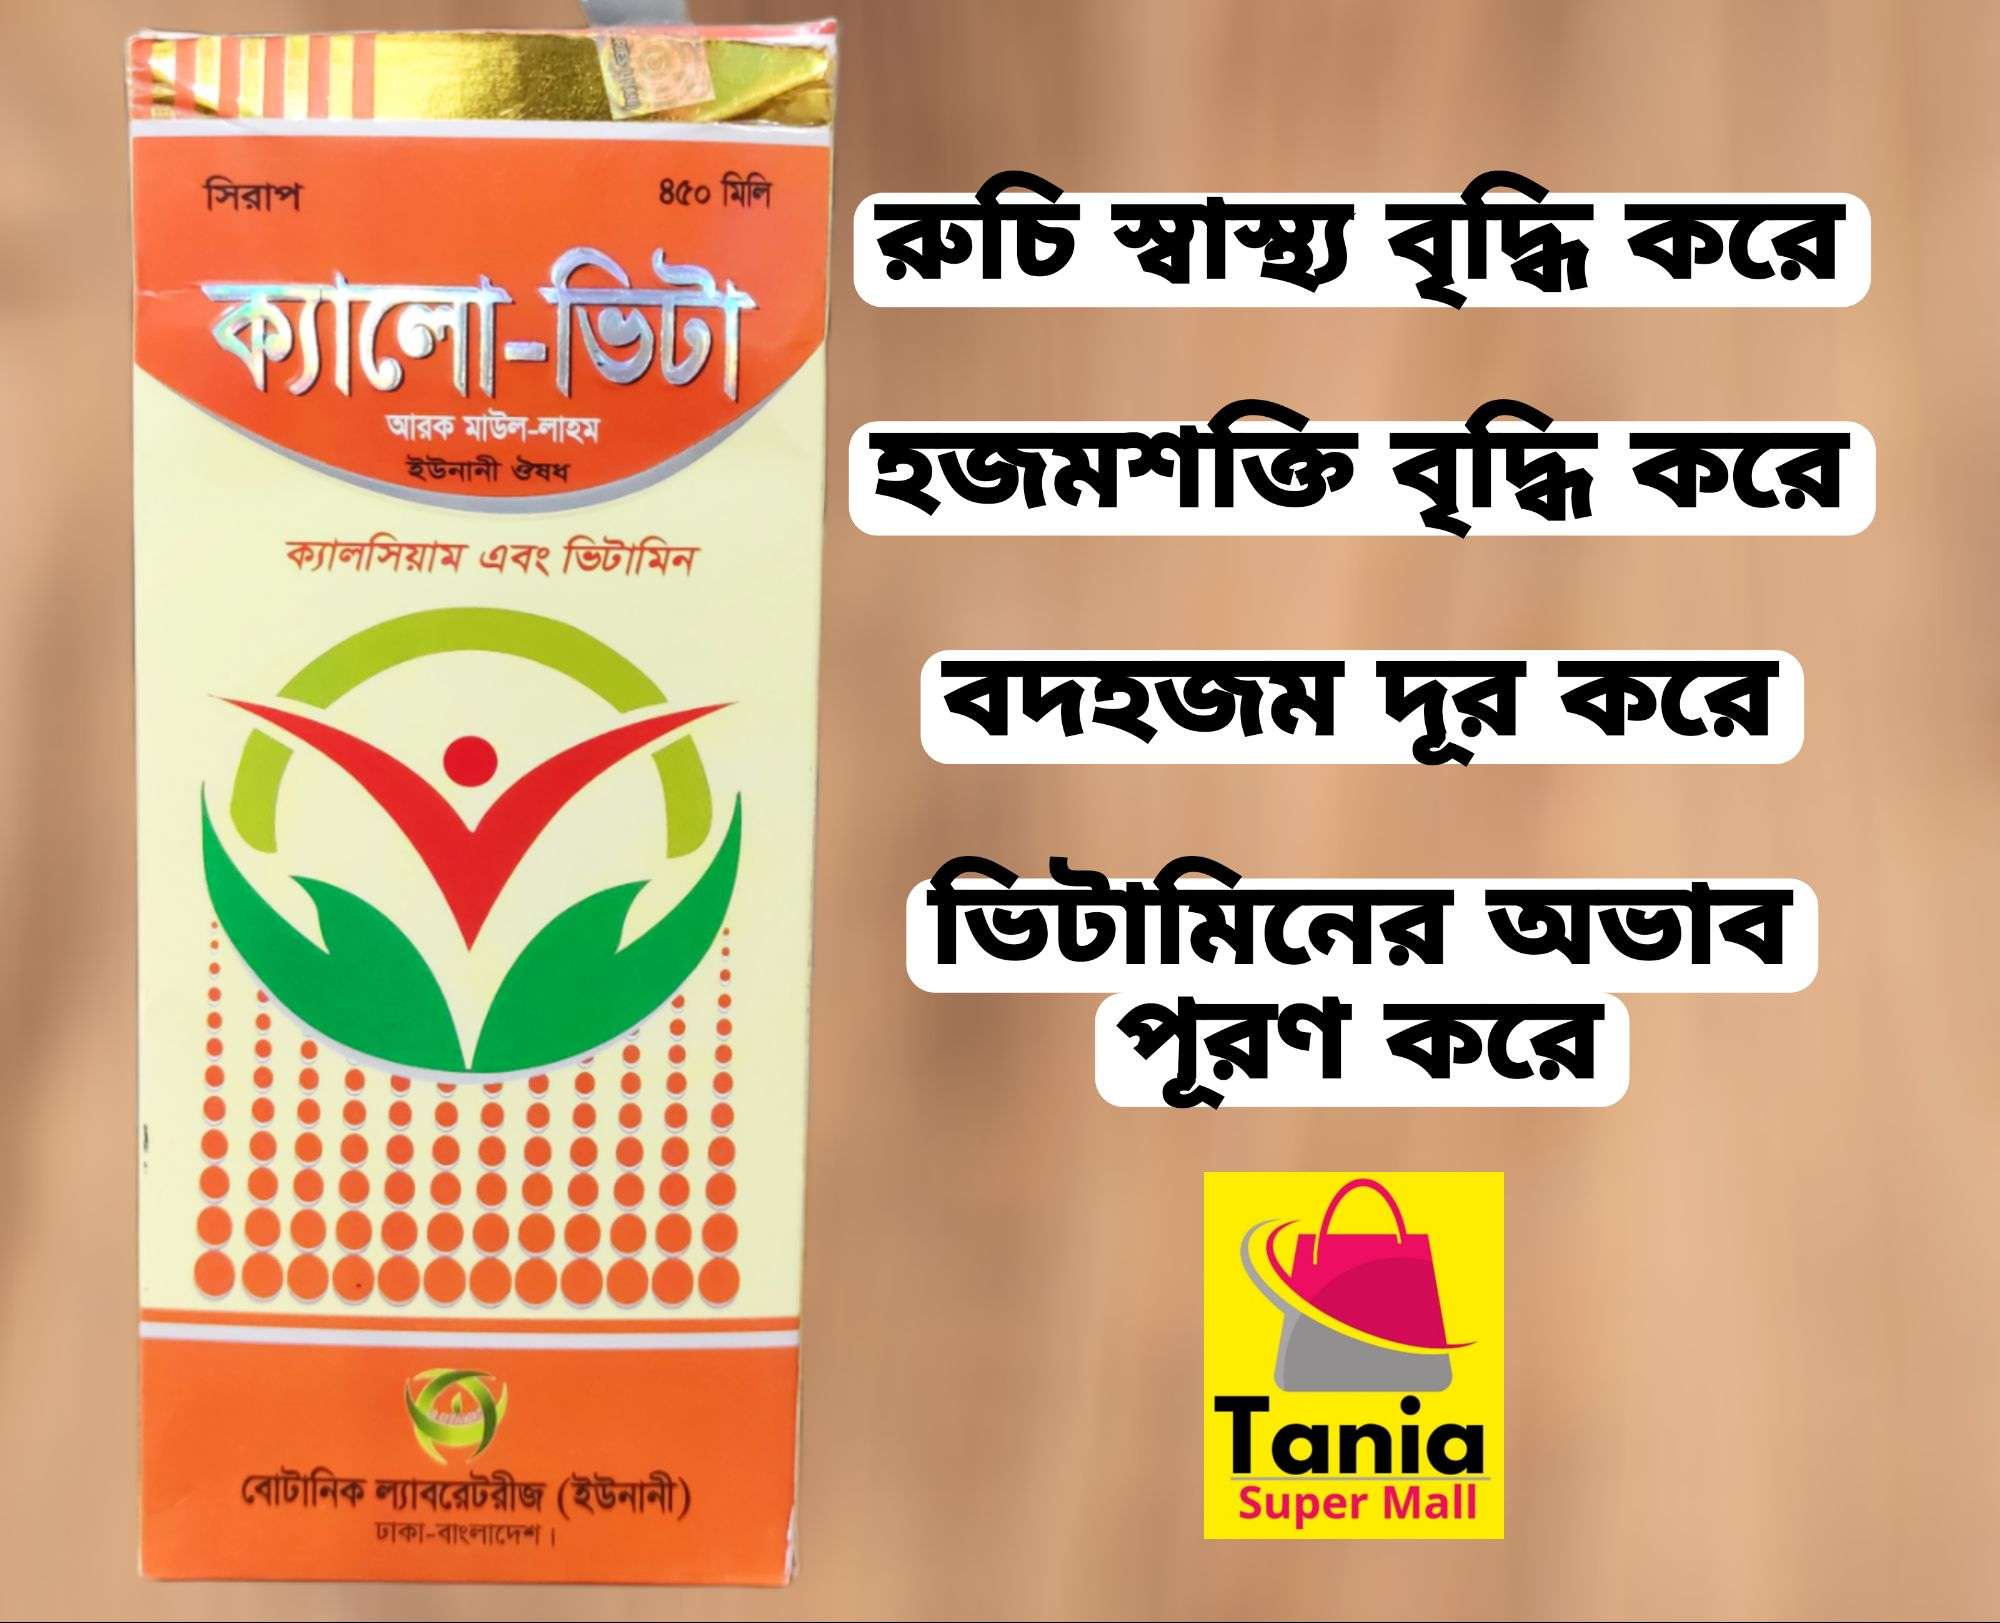 সিরাপ
৪৫০ মিলি
ক্যালো-ভিটা
আরক মাউল-লাহম
ইউনানী ঔষধ
ক্যালসিয়াম এবং ভিটামিন
বোটানিক ল্যাবরেটরীজ (ইউনানী)
ঢাকা-বাংলাদেশ।
রুচি স্বাস্থ্য বৃদ্ধি করে
হজমশক্তি বৃদ্ধি করে
বদহজম দূর করে
ভিটামিনের অভাব
পূরণ করে
Tania
Super Mall